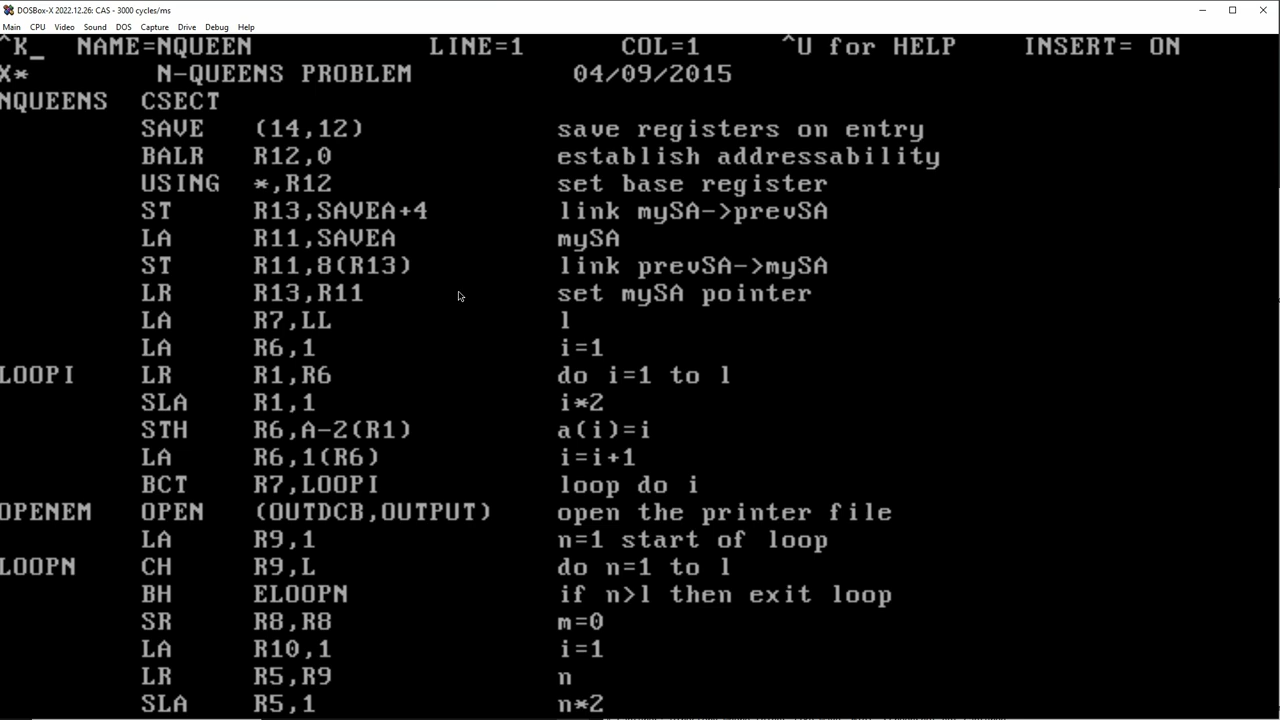 DOSBox-X 2022.12.26: CAS - 3000 cycles/ms
Main CPU Video Sound DOS Capture Drive Debug Help
^K_ NAME=NQUEEN LINE=1 COL=1 ^U for HELP INSERT= ON
X* N-QUEENS PROBLEM 04/09/2015
NQUEENS CSECT
SAVE (14,12) save registers on entry
BALR R12,0 establish addressability
USING *,R12 set base register
ST R13,SAVEA+4 link mySA->prevSA
LA R11,SAVEA mySA
ST R11,8(R13) link prevSA->mySA
LR R13,R11 set mySA pointer
LA R7,LL l
LA R6,1 i=1
LOOPI LR R1,R6 do i=1 to l
SLA R1,1 i*2
STH R6,A-2(R1) a(i)=i
LA R6,1(R6) i=i+1
BCT R7,LOOPI loop do i
OPENEM OPEN (OUTDCB,OUTPUT) open the printer file
LA R9,1 n=1 start of loop
LOOPN CH R9,L do n=1 to l
BH ELOOPN if n>l then exit loop
SR R8,R8 m=0
LA R10,1 i=1
LR R5,R9 n
SLA R5,1 n*2